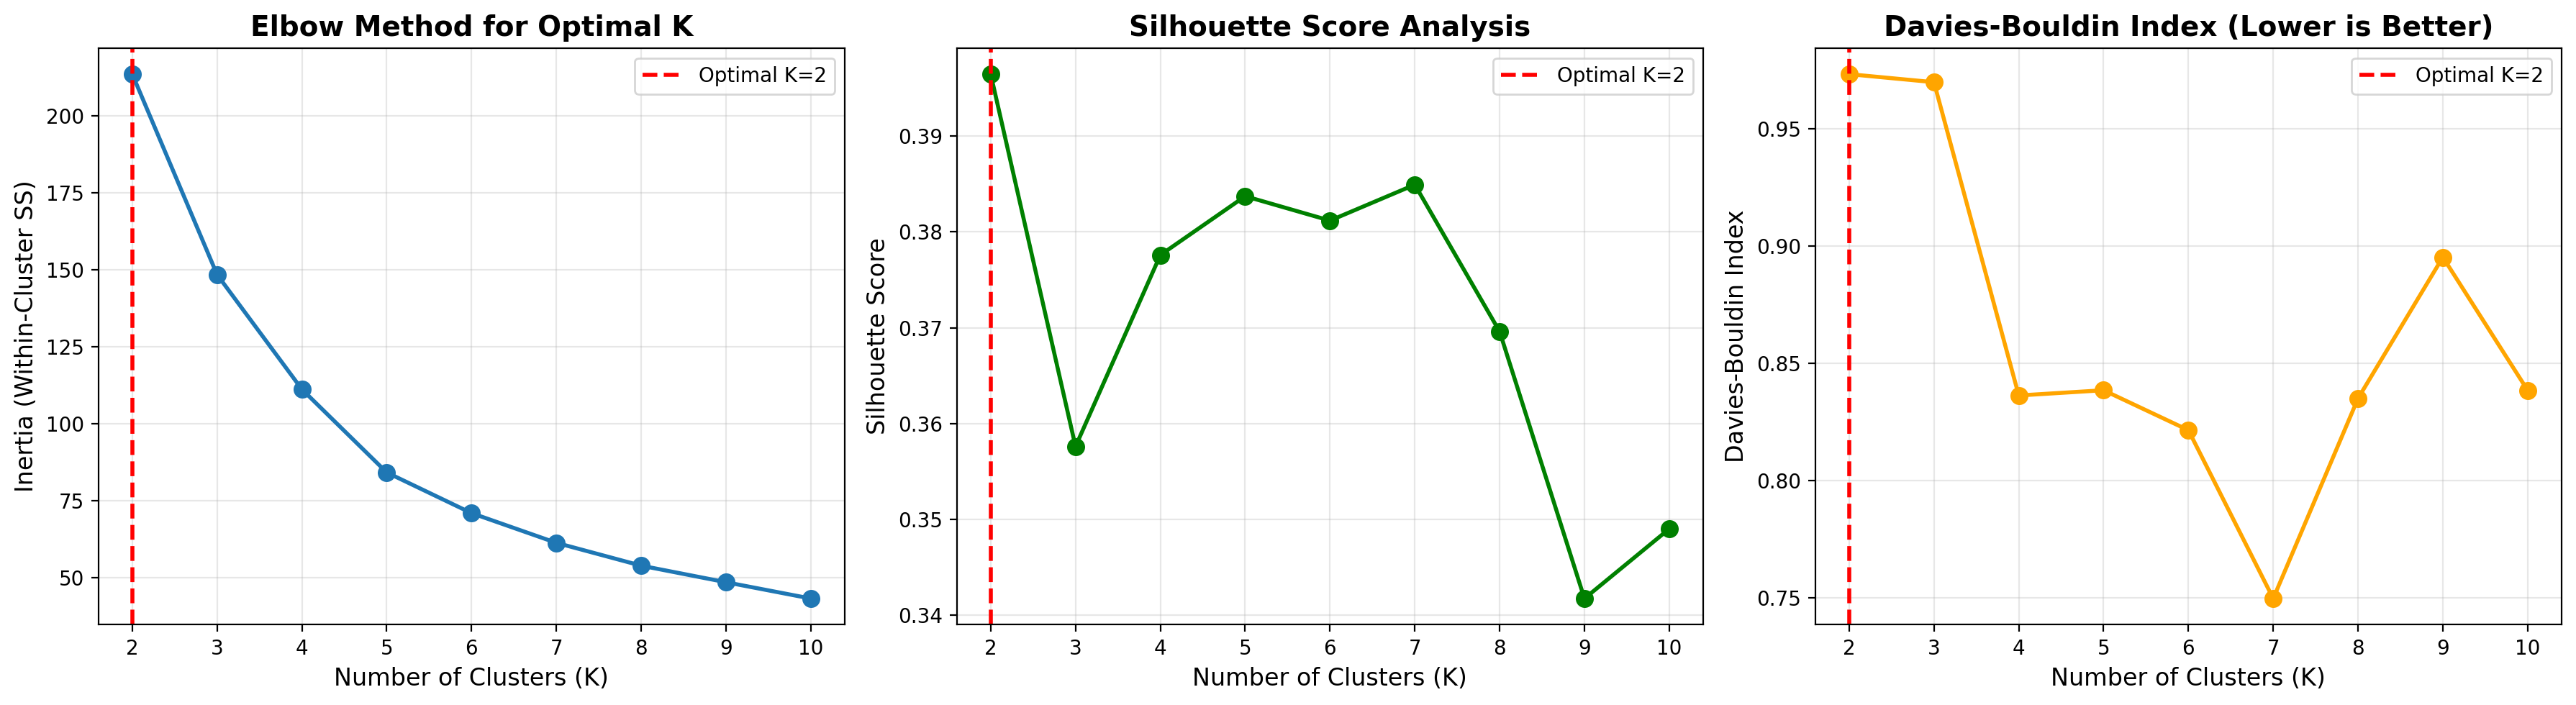 Elbow Method for Optimal K
Optimal K=2
Inertia (Within-Cluster SS)
200
175
150
125
100
75
50
2 3 4 5 6 7 8 9 10
Number of Clusters (K)
Silhouette Score Analysis
Optimal K=2
Silhouette Score
0.39
0.38
0.37
0.36
0.35
0.34
2 3 4 5 6 7 8 9 10
Number of Clusters (K)
Davies-Bouldin Index (Lower is Better)
Optimal K=2
Davies-Bouldin Index
0.95
0.90
0.85
0.80
0.75
2 3 4 5 6 7 8 9 10
Number of Clusters (K)